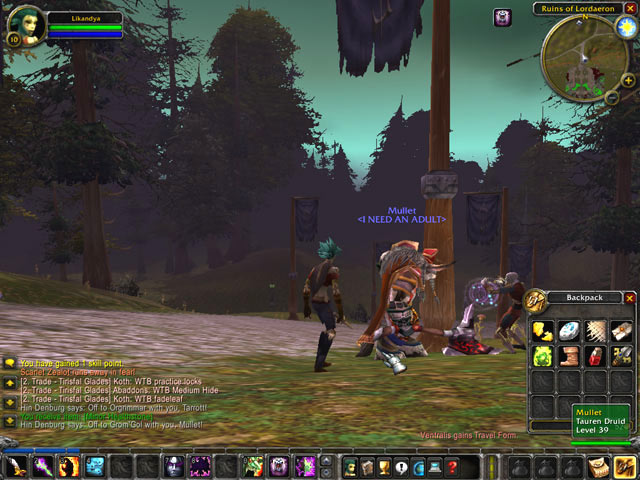 Likandya
10
Ruins of Lordaeron
N
Mullet
<I NEED AN ADULT>
Backpack
You have gained 1 skill point.
Scarlet Zealot runs away in fear!
[2. Trade - Tirisfal Glades] Koth: WTB practice locks
[2. Trade - Tirisfal Glades] Abaddons: WTB Medium Hide
[2. Trade - Tirisfal Glades] Koth: WTB fadeleaf
Hin Denburg says: Off to Orgrimmar with you, Tarrott!
Hin Denburg says: Off to Grom'Gol with you, Mullet!
Ventralis gains Travel Form.
Mullet
Tauren Druid
Level 39